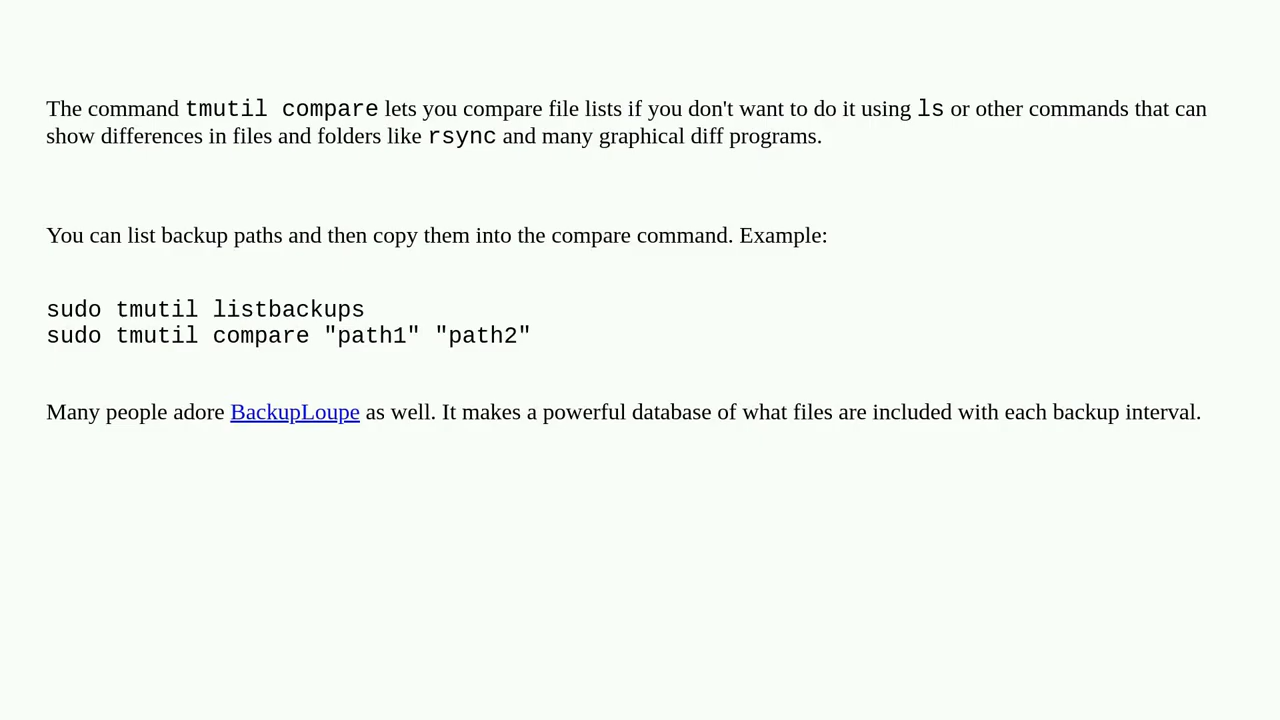 The command tmutil compare lets you compare file lists if you don't want to do it using ls or other commands that can
show differences in files and folders like rsync and many graphical diff programs.
You can list backup paths and then copy them into the compare command. Example:
sudo tmutil listbackups
sudo tmutil compare "path1" "path2"
Many people adore BackupLoupe as well. It makes a powerful database of what files are included with each backup interval.